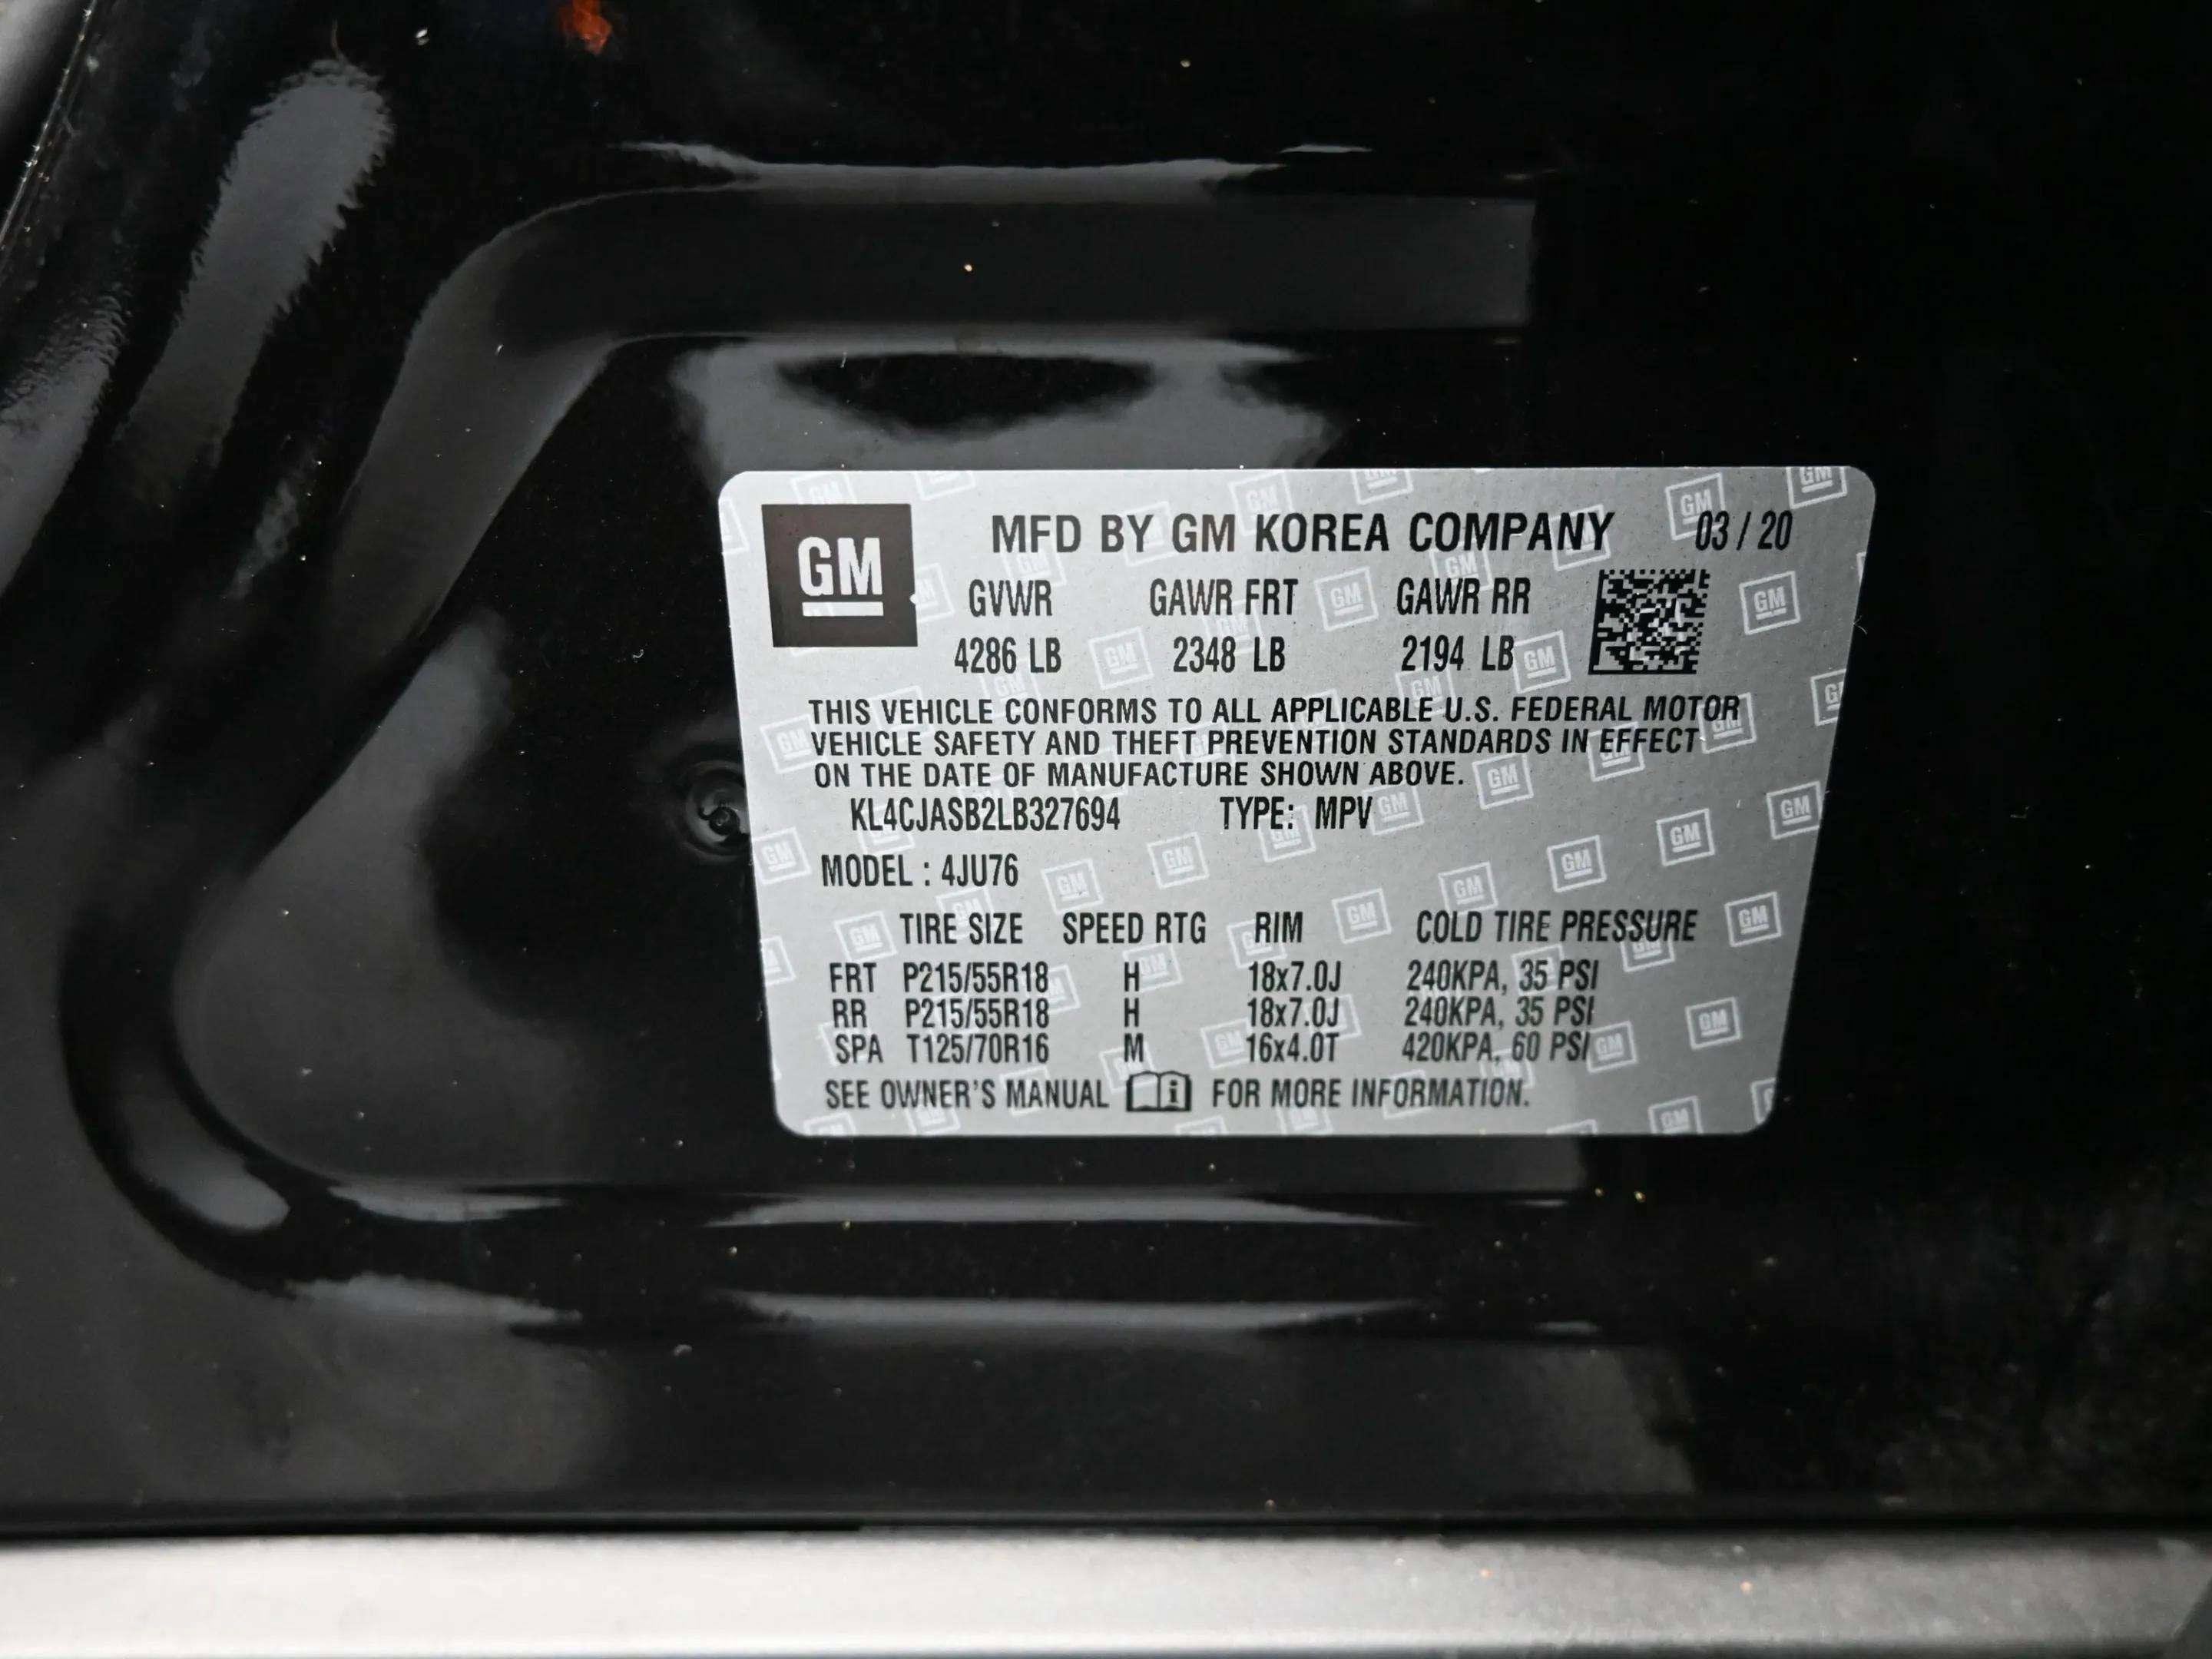 GM
MFD BY GM KOREA COMPANY 03 / 20
GVWR GAWR FRT GAWR RR
4286 LB 2348 LB 2194 LB
THIS VEHICLE CONFORMS TO ALL APPLICABLE U.S. FEDERAL MOTOR
VEHICLE SAFETY AND THEFT PREVENTION STANDARDS IN EFFECT
ON THE DATE OF MANUFACTURE SHOWN ABOVE.
KL4CJASB2LB327694 TYPE: MPV
MODEL : 4JU76
TIRE SIZE SPEED RTG RIM COLD TIRE PRESSURE
FRT P215/55R18 H 18x7.0J 240KPA, 35 PSI
RR P215/55R18 H 18x7.0J 240KPA, 35 PSI
SPA T125/70R16 M 16x4.0T 420KPA, 60 PSI
SEE OWNER'S MANUAL FOR MORE INFORMATION.